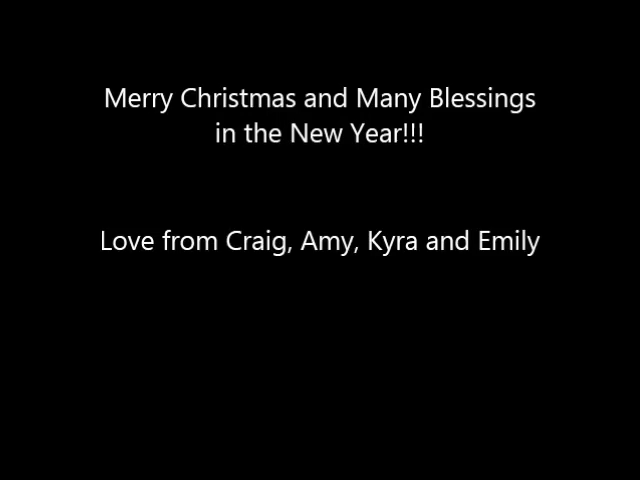 Merry Christmas and Many Blessings
in the New Year!!!
Love from Craig, Amy, Kyra and Emily